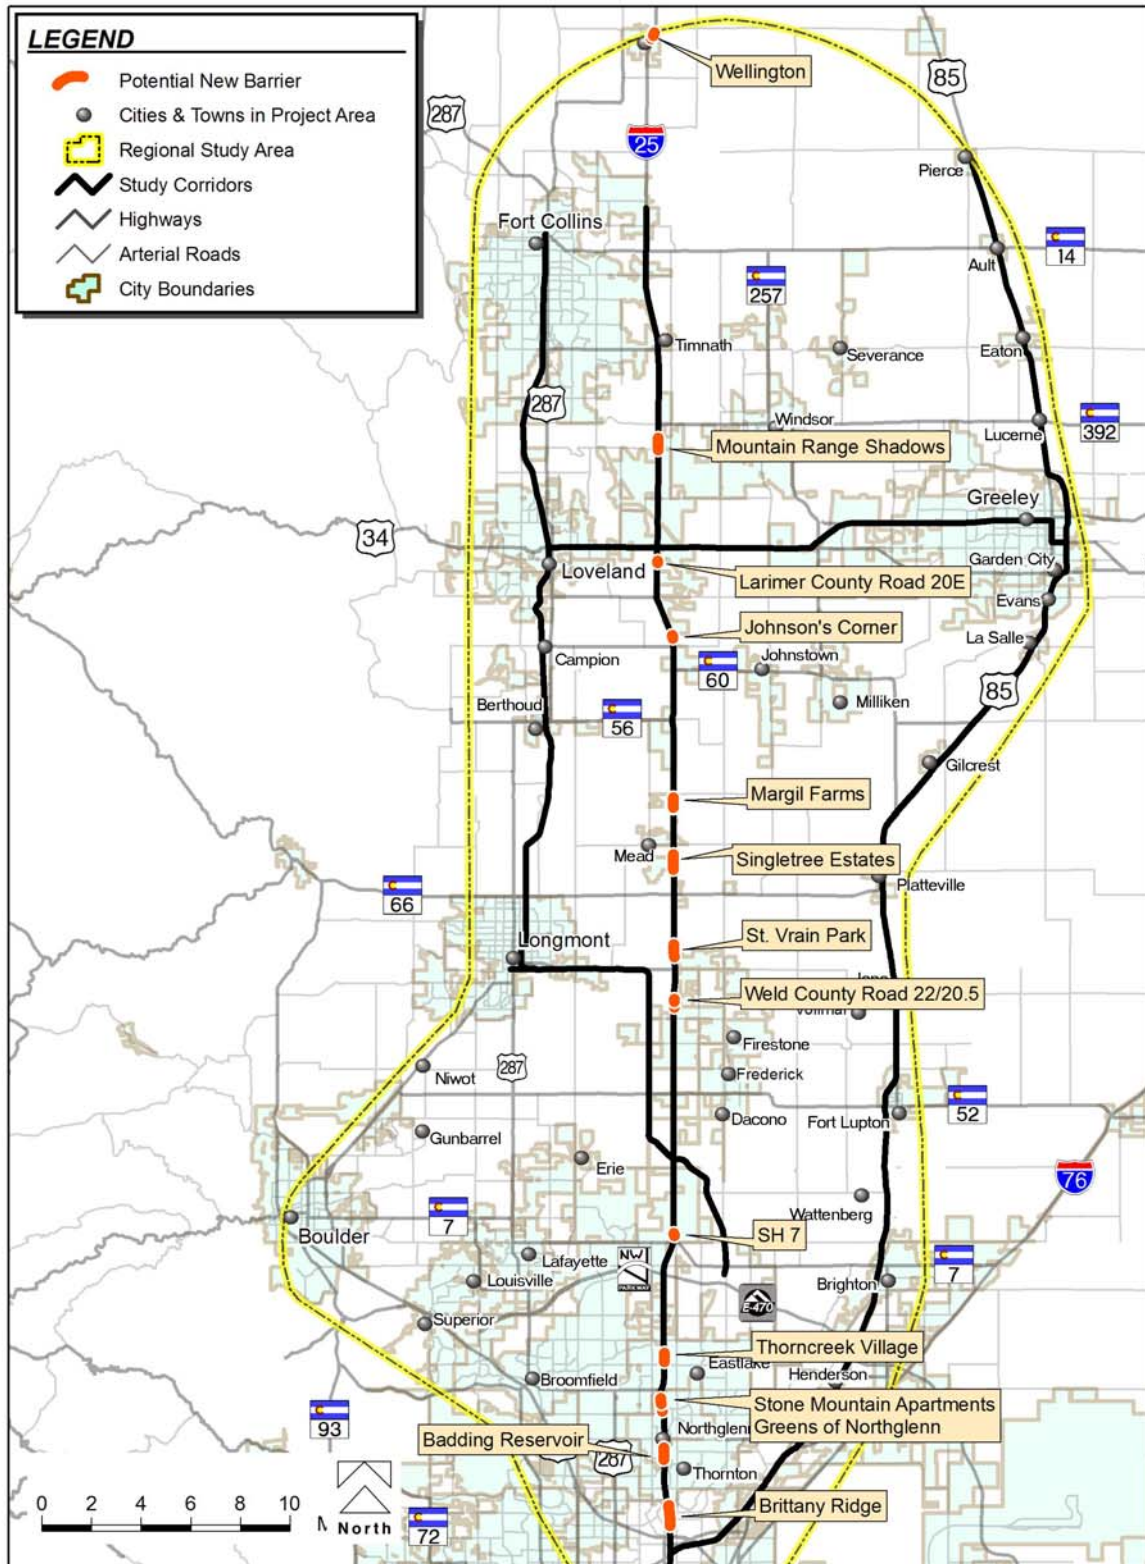 LEGEND
Potential New Barrier
Cities & Towns in Project Area
Regional Study Area
Study Corridors
Highways
Arterial Roads
City Boundaries
Wellington
85
287
25
Pierce
Fort Collins
14
Ault
257
Timnath
Severance
Eaton
287
Windsor
392
Lucerne
Mountain Range Shadows
Greeley
34
Loveland
Garden City
Larimer County Road 20E
Evans
Johnson's Corner
La Salle
Campion
60
Johnstown
85
Berthoud
56
Milliken
Gilcrest
Margil Farms
Mead
Singletree Estates
66
Platteville
Longmont
St. Vrain Park
Weld County Road 22/20.5
Firestone
Niwot
287
Frederick
52
Dacono
Fort Lupton
Gunbarrel
Erie
76
Wattenberg
7
Boulder
SH 7
NW
Lafayette
7
Louisville
Brighton
E-470
Superior
Thorncreek Village
Eastlake
Henderson
Broomfield
93
Stone Mountain Apartments
Greens of Northglenn
Northglenn
Badding Reservoir
287
Thornton
0 2 4 6 8 10
Brittany Ridge
North
72